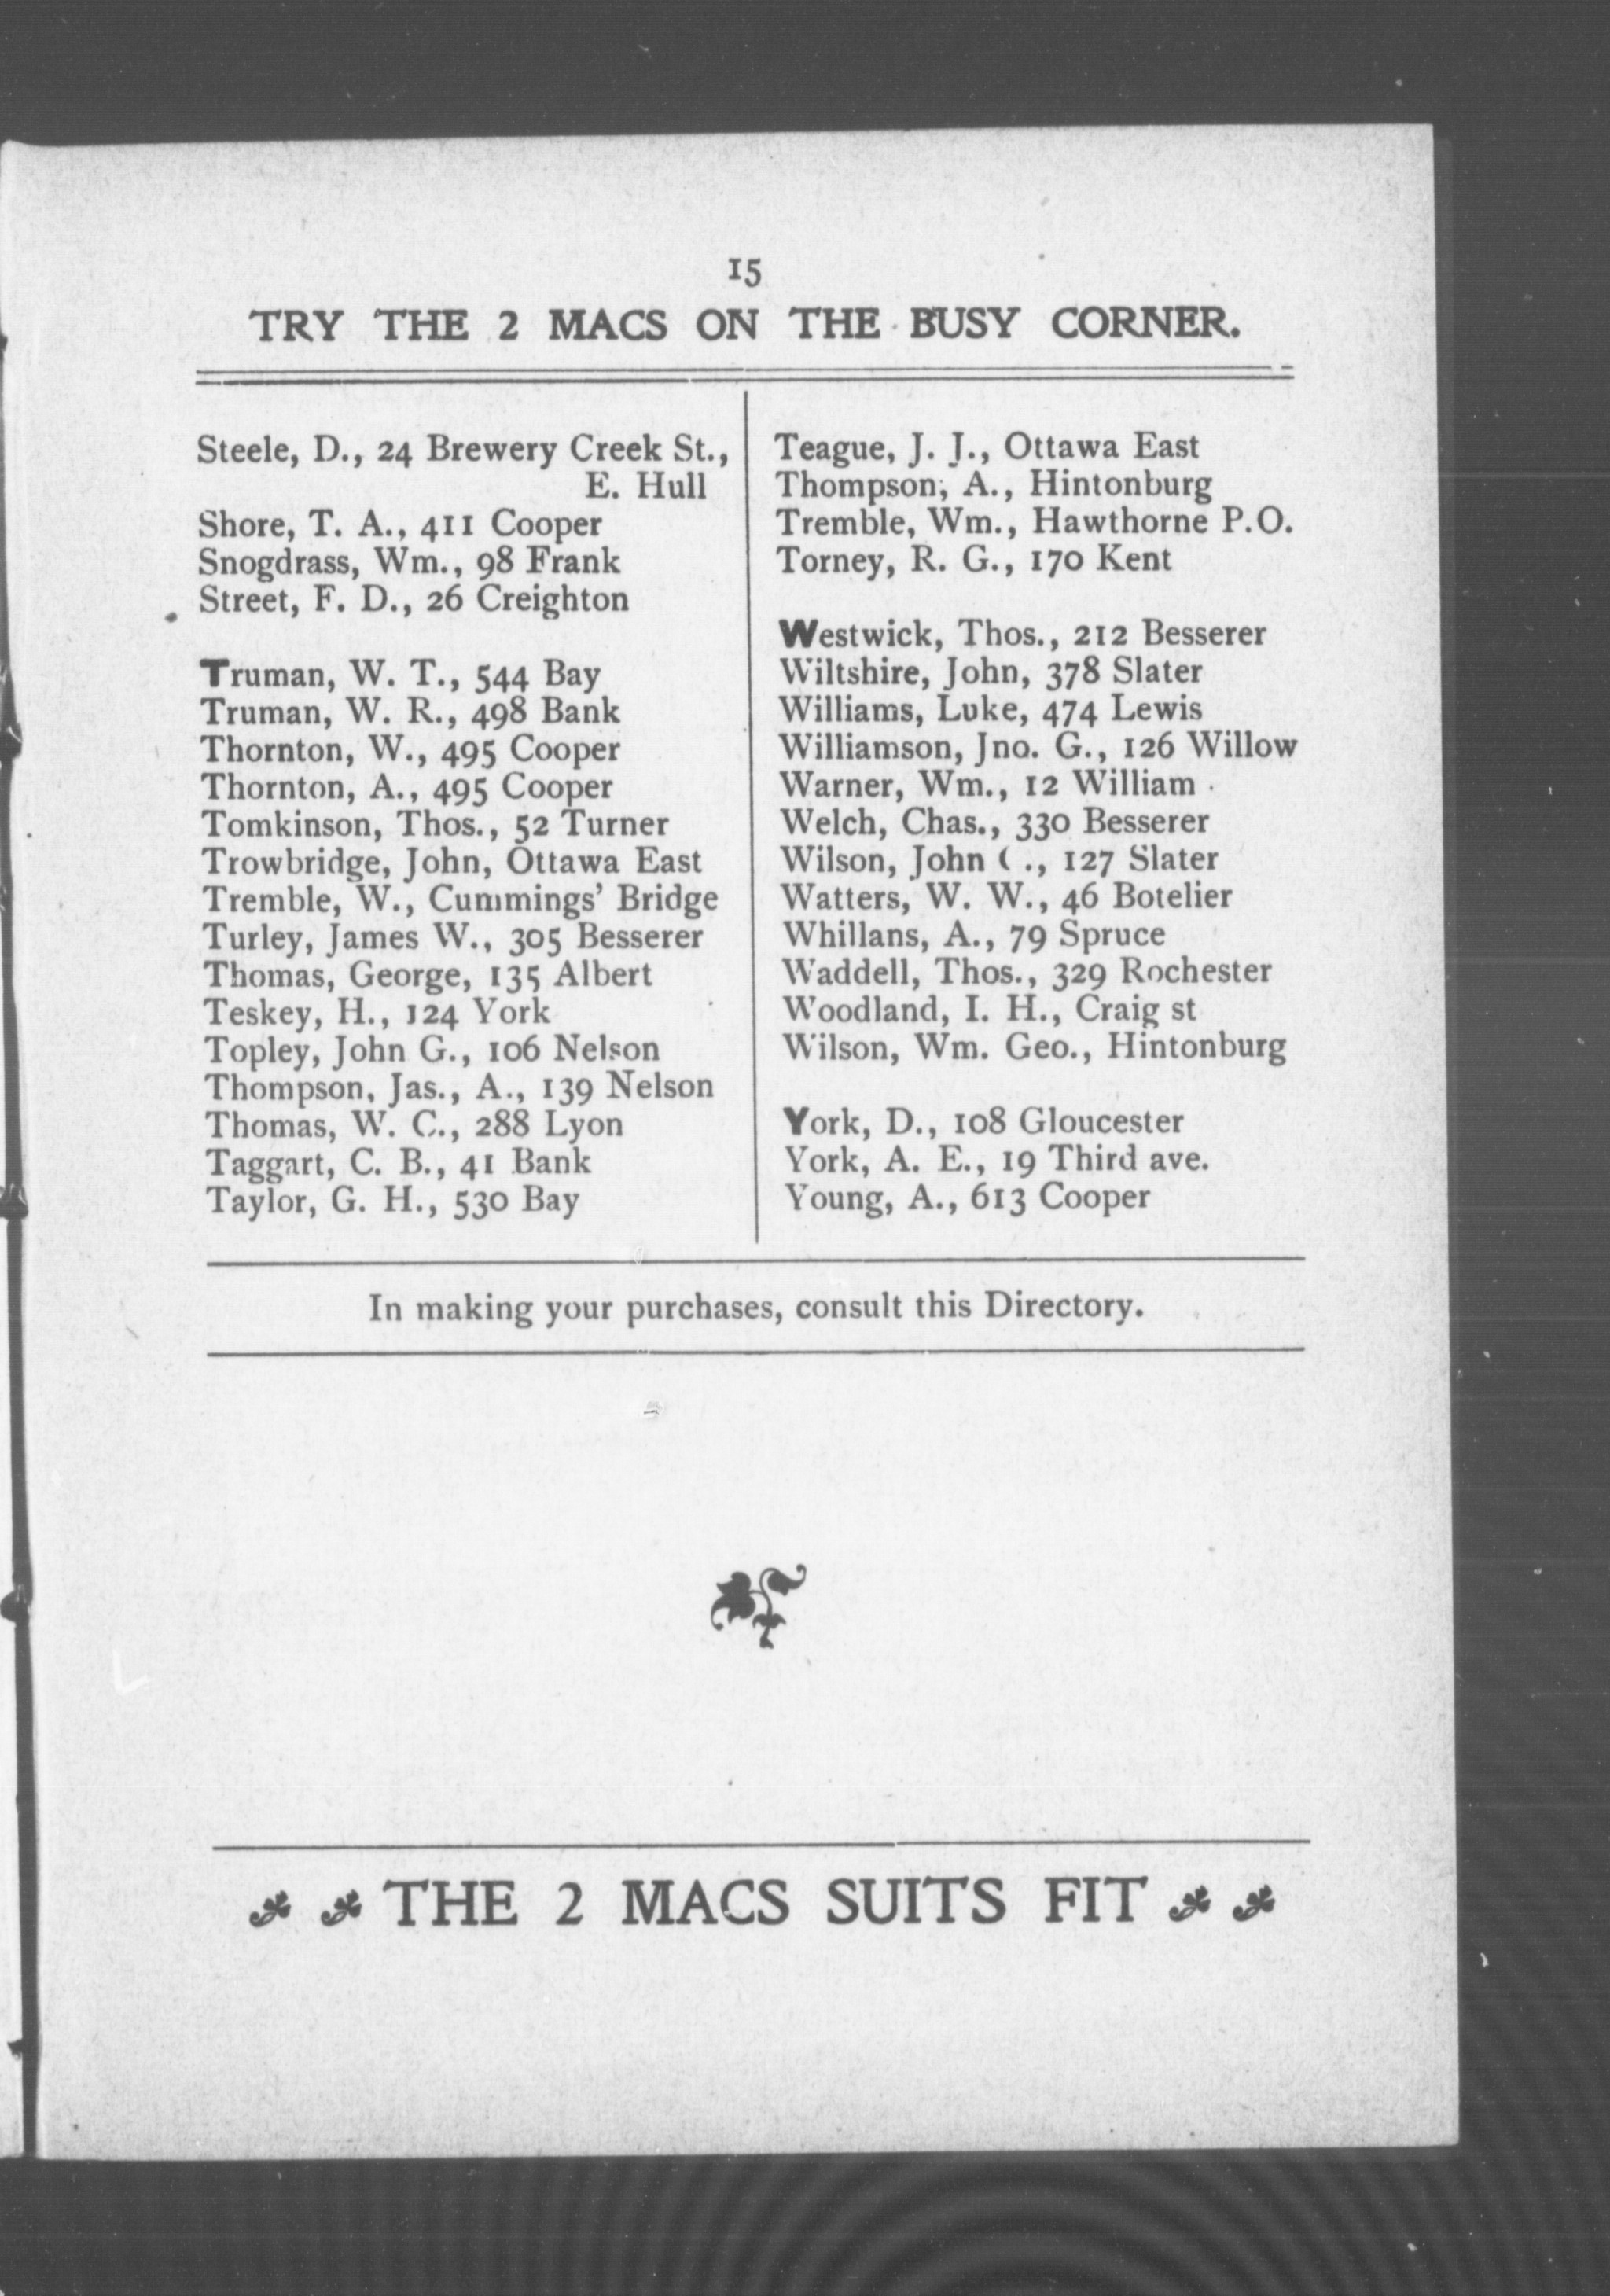 15
TRY THE 2 MACS ON THE BUSY CORNER.
Steele, D., 24 Brewery Creek St.,
E. Hull
Shore, T. A., 411 Cooper
Snogdrass, Wm., 98 Frank
Street, F. D., 26 Creighton
Truman, W. T., 544 Bay
Truman, W. R., 498 Bank
Thornton, W., 495 Cooper
Thornton, A., 495 Cooper
Tomkinson, Thos., 52 Turner
Trowbridge, John, Ottawa East
Tremble, W., Cummings' Bridge
Turley, James W., 305 Besserer
Thomas, George, 135 Albert
Teskey, H., 124 York
Topley, John G., 106 Nelson
Thompson, Jas., A., 139 Nelson
Thomas, W. C., 288 Lyon
Taggart, C. B., 41 Bank
Taylor, G. H., 530 Bay
Teague, J. J., Ottawa East
Thompson, A., Hintonburg
Tremble, Wm., Hawthorne P.O.
Torney, R. G., 170 Kent
Westwick, Thos., 212 Besserer
Wiltshire, John, 378 Slater
Williams, Luke, 474 Lewis
Williamson, Jno. G., 126 Willow
Warner, Wm., 12 William
Welch, Chas., 330 Besserer
Wilson, John ., 127 Slater
Watters, W. W., 46 Botelier
Whillans, A., 79 Spruce
Waddell, Thos., 329 Rochester
Woodland, I. H., Craig st
Wilson, Wm. Geo., Hintonburg
York, D., 108 Gloucester
York, A. E., 19 Third ave.
Young, A., 613 Cooper
In making your purchases, consult this Directory.
THE 2 MACS SUITS FIT